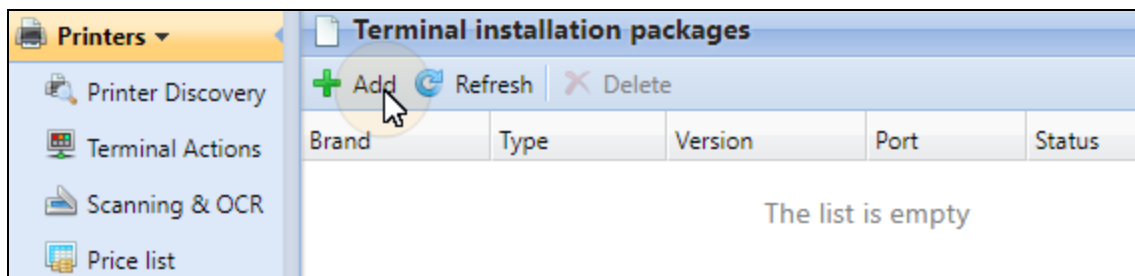 Printers
Printer Discovery
Terminal Actions
Scanning & OCR
Price list
Terminal installation packages
Add Refresh Delete
Brand Type Version Port Status
The list is empty